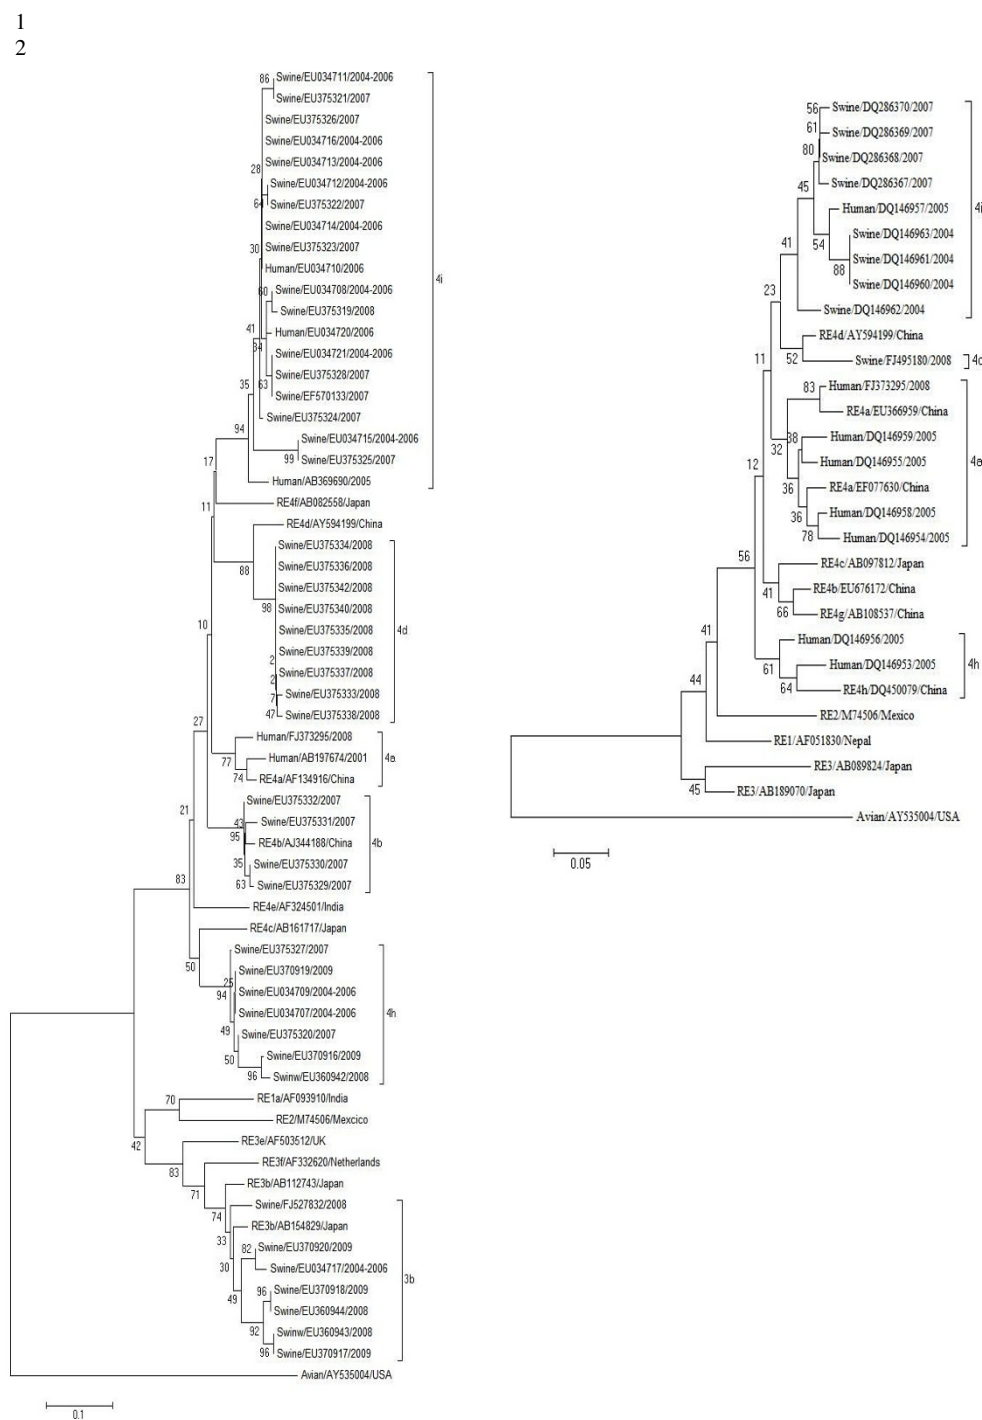 1
2
86
Swine/EU034711/2004-2006
Swine/EU375321/2007
Swine/EU375326/2007
Swine/EU034716/2004-2006
Swine/EU034713/2004-2006
28
Swine/EU034712/2004-2006
64
Swine/EU375322/2007
Swine/EU034714/2004-2006
30
Swine/EU375323/2007
Human/EU034710/2006
4i
60
Swine/EU034708/2004-2006
Swine/EU375319/2008
41
Human/EU034720/2006
34
Swine/EU034721/2004-2006
Swine/EU375328/2007
63
Swine/EF570133/2007
35
Swine/EU375324/2007
94
Swine/EU034715/2004-2006
99
Swine/EU375325/2007
17
Human/AB369690/2005
11
RE4f/AB082558/Japan
RE4d/AY594199/China
88
Swine/EU375334/2008
Swine/EU375336/2008
Swine/EU375342/2008
98
Swine/EU375340/2008
10
Swine/EU375335/2008
4d
Swine/EU375339/2008
2
Swine/EU375337/2008
2
7
Swine/EU375333/2008
47
Swine/EU375338/2008
27
Human/FJ373295/2008
77
Human/AB197674/2001
4a
74
RE4a/AF134916/China
21
Swine/EU375332/2007
43
Swine/EU375331/2007
95
RE4b/AJ344188/China
4b
35
Swine/EU375330/2007
83
63
Swine/EU375329/2007
RE4e/AF324501/India
RE4c/AB161717/Japan
50
Swine/EU375327/2007
25
Swine/EU370919/2009
94
Swine/EU034709/2004-2006
Swine/EU034707/2004-2006
4h
49
Swine/EU375320/2007
50
Swine/EU370916/2009
96
Swinw/EU360942/2008
70
RE1a/AF093910/India
RE2/M74506/Mexcico
42
RE3e/AF503512/UK
83
RE3f/AF332620/Netherlands
71
RE3b/AB112743/Japan
74
Swine/FJ527832/2008
33
RE3b/AB154829/Japan
82
Swine/EU370920/2009
30
Swine/EU034717/2004-2006
3b
49
96
Swine/EU370918/2009
Swine/EU360944/2008
92
Swinw/EU360943/2008
96
Swine/EU370917/2009
Avian/AY535004/USA
0.1
56
Swine/DQ286370/2007
61
Swine/DQ286369/2007
80
Swine/DQ286368/2007
Swine/DQ286367/2007
45
Human/DQ146957/2005
4i
54
Swine/DQ146963/2004
41
Swine/DQ146961/2004
88
Swine/DQ146960/2004
23
Swine/DQ146962/2004
RE4d/AY594199/China
52
Swine/FJ495180/2008
11
83
Human/FJ373295/2008
RE4a/EU366959/China
38
Human/DQ146959/2005
32
Human/DQ146955/2005
12
36
RE4a/EF077630/China
36
Human/DQ146958/2005
78
Human/DQ146954/2005
56
RE4c/AB097812/Japan
41
RE4b/EU676172/China
66
RE4g/AB108537/China
41
Human/DQ146956/2005
61
Human/DQ146953/2005
4h
64
RE4h/DQ450079/China
44
RE2/M74506/Mexico
RE1/AF051830/Nepal
RE3/AB089824/Japan
45
RE3/AB189070/Japan
Avian/AY535004/USA
0.05